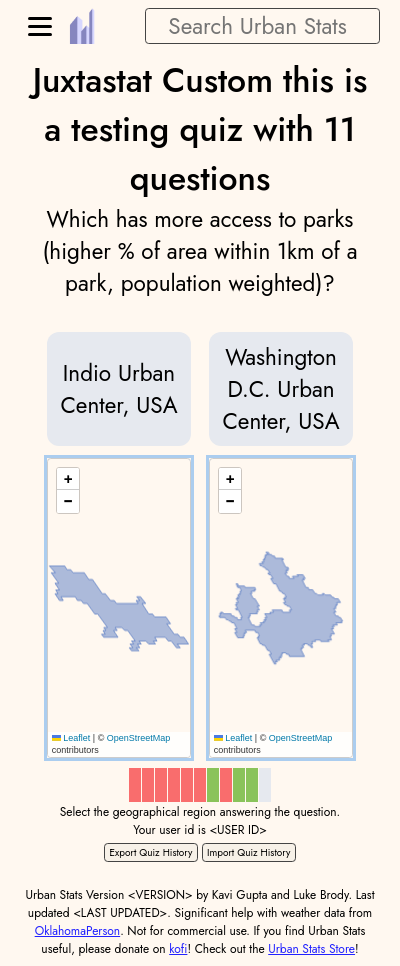 Search Urban Stats
Juxtastat Custom this is
a testing quiz with 11
questions
Which has more access to parks
(higher % of area within 1km of a
park, population weighted)?
Indio Urban
Center, USA
Washington
D.C. Urban
Center, USA
+
−
+
−
Leaflet | © OpenStreetMap
contributors
Leaflet | © OpenStreetMap
contributors
Select the geographical region answering the question.
Your user id is <USER ID>
Export Quiz History
Import Quiz History
Urban Stats Version <VERSION> by Kavi Gupta and Luke Brody. Last
updated <LAST UPDATED>. Significant help with weather data from
OklahomaPerson. Not for commercial use. If you find Urban Stats
useful, please donate on kofi! Check out the Urban Stats Store!